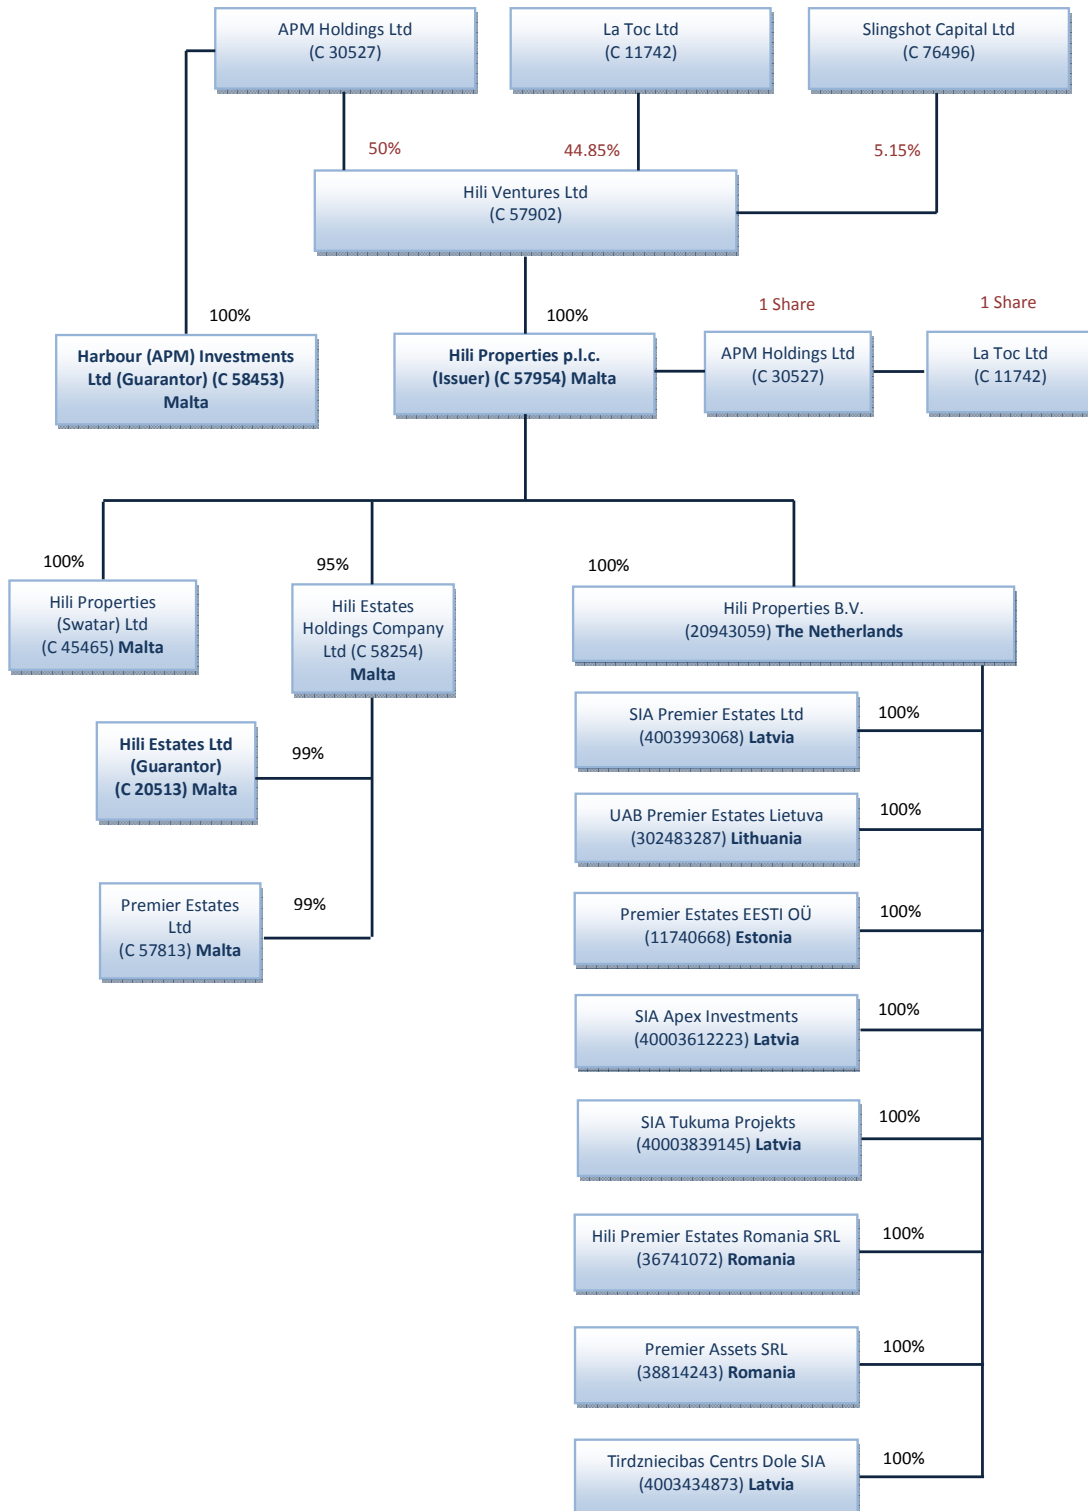 APM Holdings Ltd
(C 30527)
La Toc Ltd
(C 11742)
Slingshot Capital Ltd
(C 76496)
50%
44.85%
5.15%
Hili Ventures Ltd
(C 57902)
100%
100%
1 Share
1 Share
Harbour (APM) Investments
Ltd (Guarantor) (C 58453)
Malta
Hili Properties p.l.c.
(Issuer) (C 57954) Malta
APM Holdings Ltd
(C 30527)
La Toc Ltd
(C 11742)
100%
95%
100%
Hili Properties
(Swatar) Ltd
(C 45465) Malta
Hili Estates
Holdings Company
Ltd (C 58254)
Malta
Hili Properties B.V.
(20943059) The Netherlands
Hili Estates Ltd
(Guarantor)
(C 20513) Malta
99%
Premier Estates
Ltd
(C 57813) Malta
99%
SIA Premier Estates Ltd
(4003993068) Latvia
100%
UAB Premier Estates Lietuva
(302483287) Lithuania
100%
Premier Estates EESTI OÜ
(11740668) Estonia
100%
SIA Apex Investments
(40003612223) Latvia
100%
SIA Tukuma Projekts
(40003839145) Latvia
100%
Hili Premier Estates Romania SRL
(36741072) Romania
100%
Premier Assets SRL
(38814243) Romania
100%
Tirdzniecibas Centrs Dole SIA
(4003434873) Latvia
100%